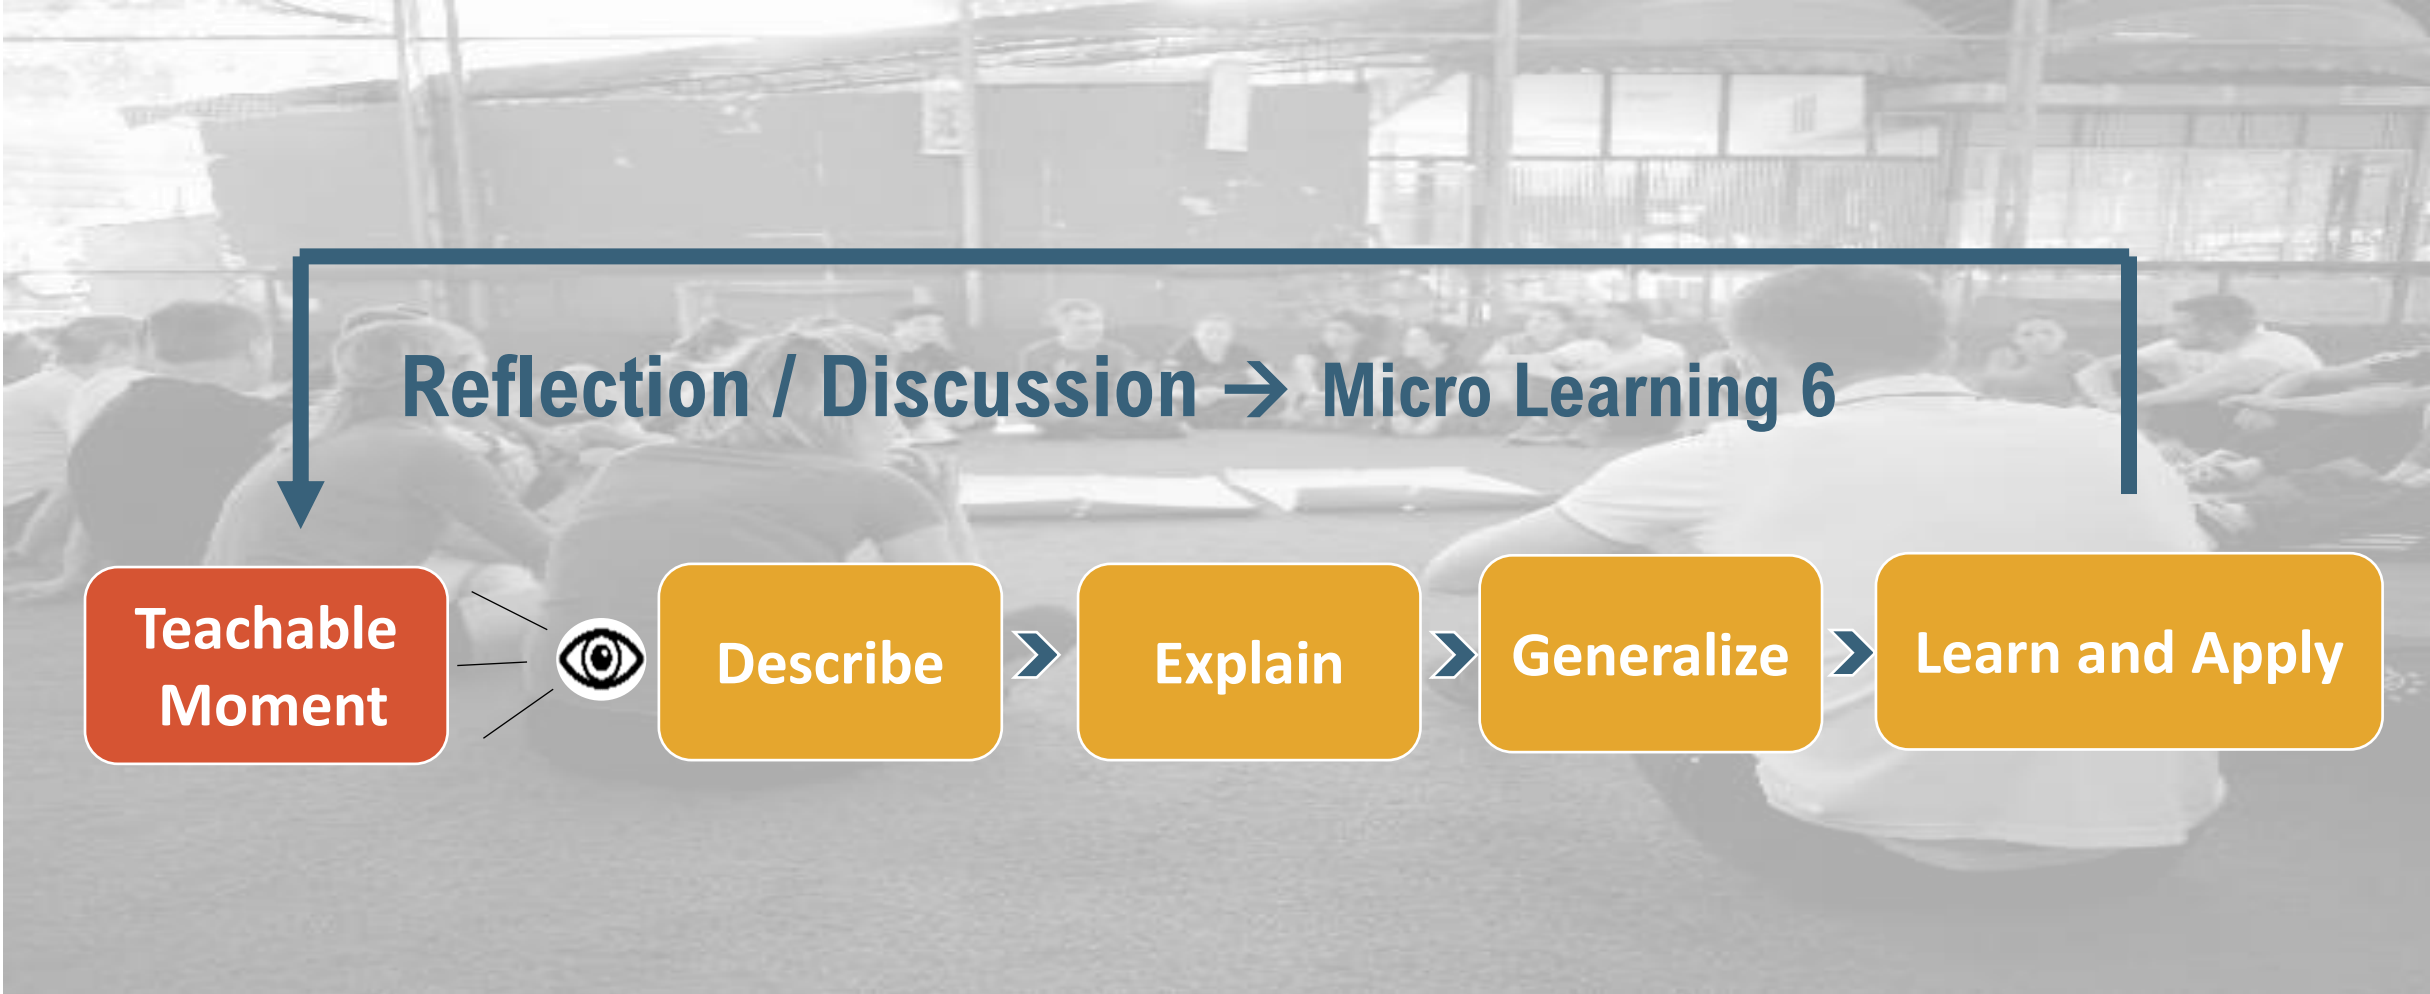 Reflection / Discussion → Micro Learning 6
Teachable
Moment
Describe
Explain
Generalize
Learn and Apply